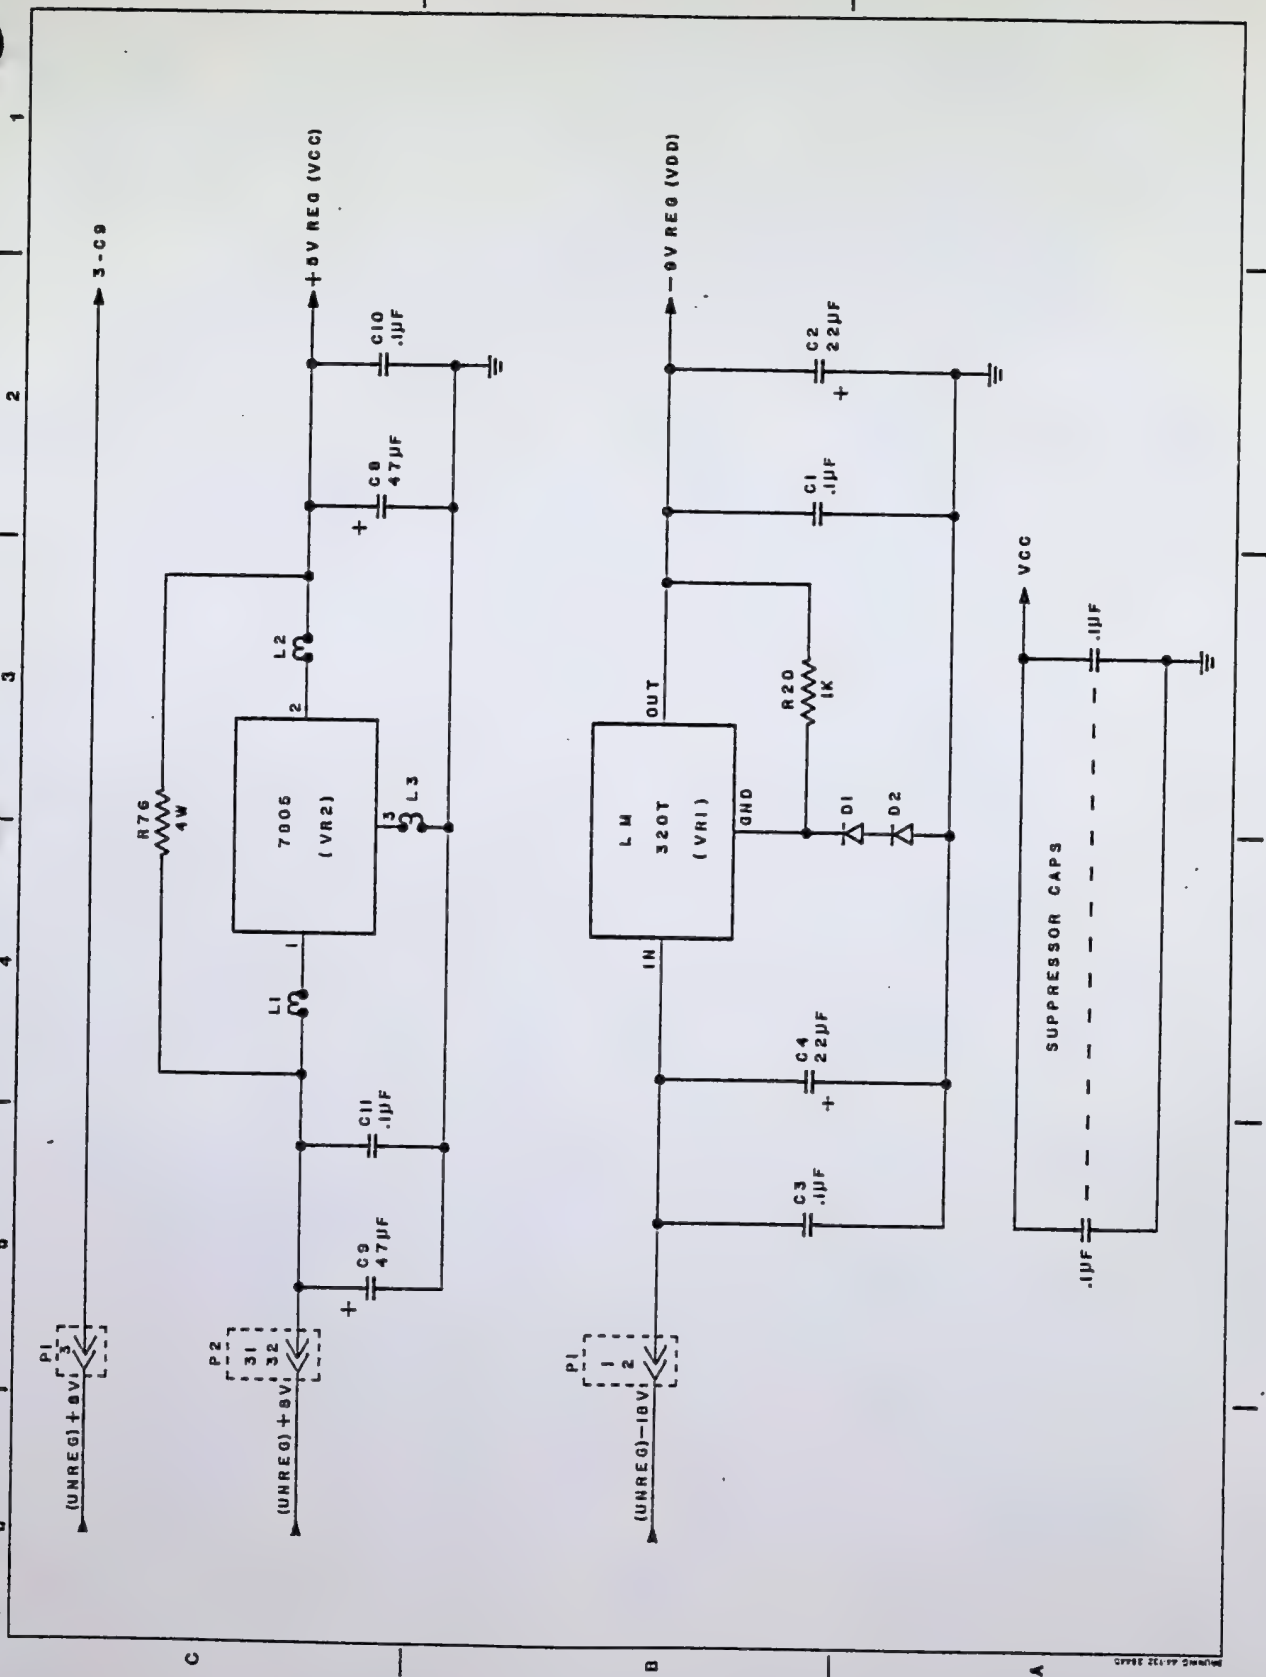 1
2
3
4
C
B
A
P1
3
(UNREG)+8V
3-C9
P2
31
32
(UNREG)+8V
C9
47µF
+
C11
.1µF
L1
R76
4W
1
7805
(VR2)
2
3
L3
L2
C8
47µF
+
C10
.1µF
+5V REG (VCC)
P1
1
2
(UNREG)-18V
C3
.1µF
C4
22µF
+
IN
LM
320T
(VR1)
OUT
GND
R20
1K
D1
D2
C1
.1µF
C2
22µF
+
-9V REG (VDD)
.1µF
SUPPRESSOR CAPS
.1µF
VCC